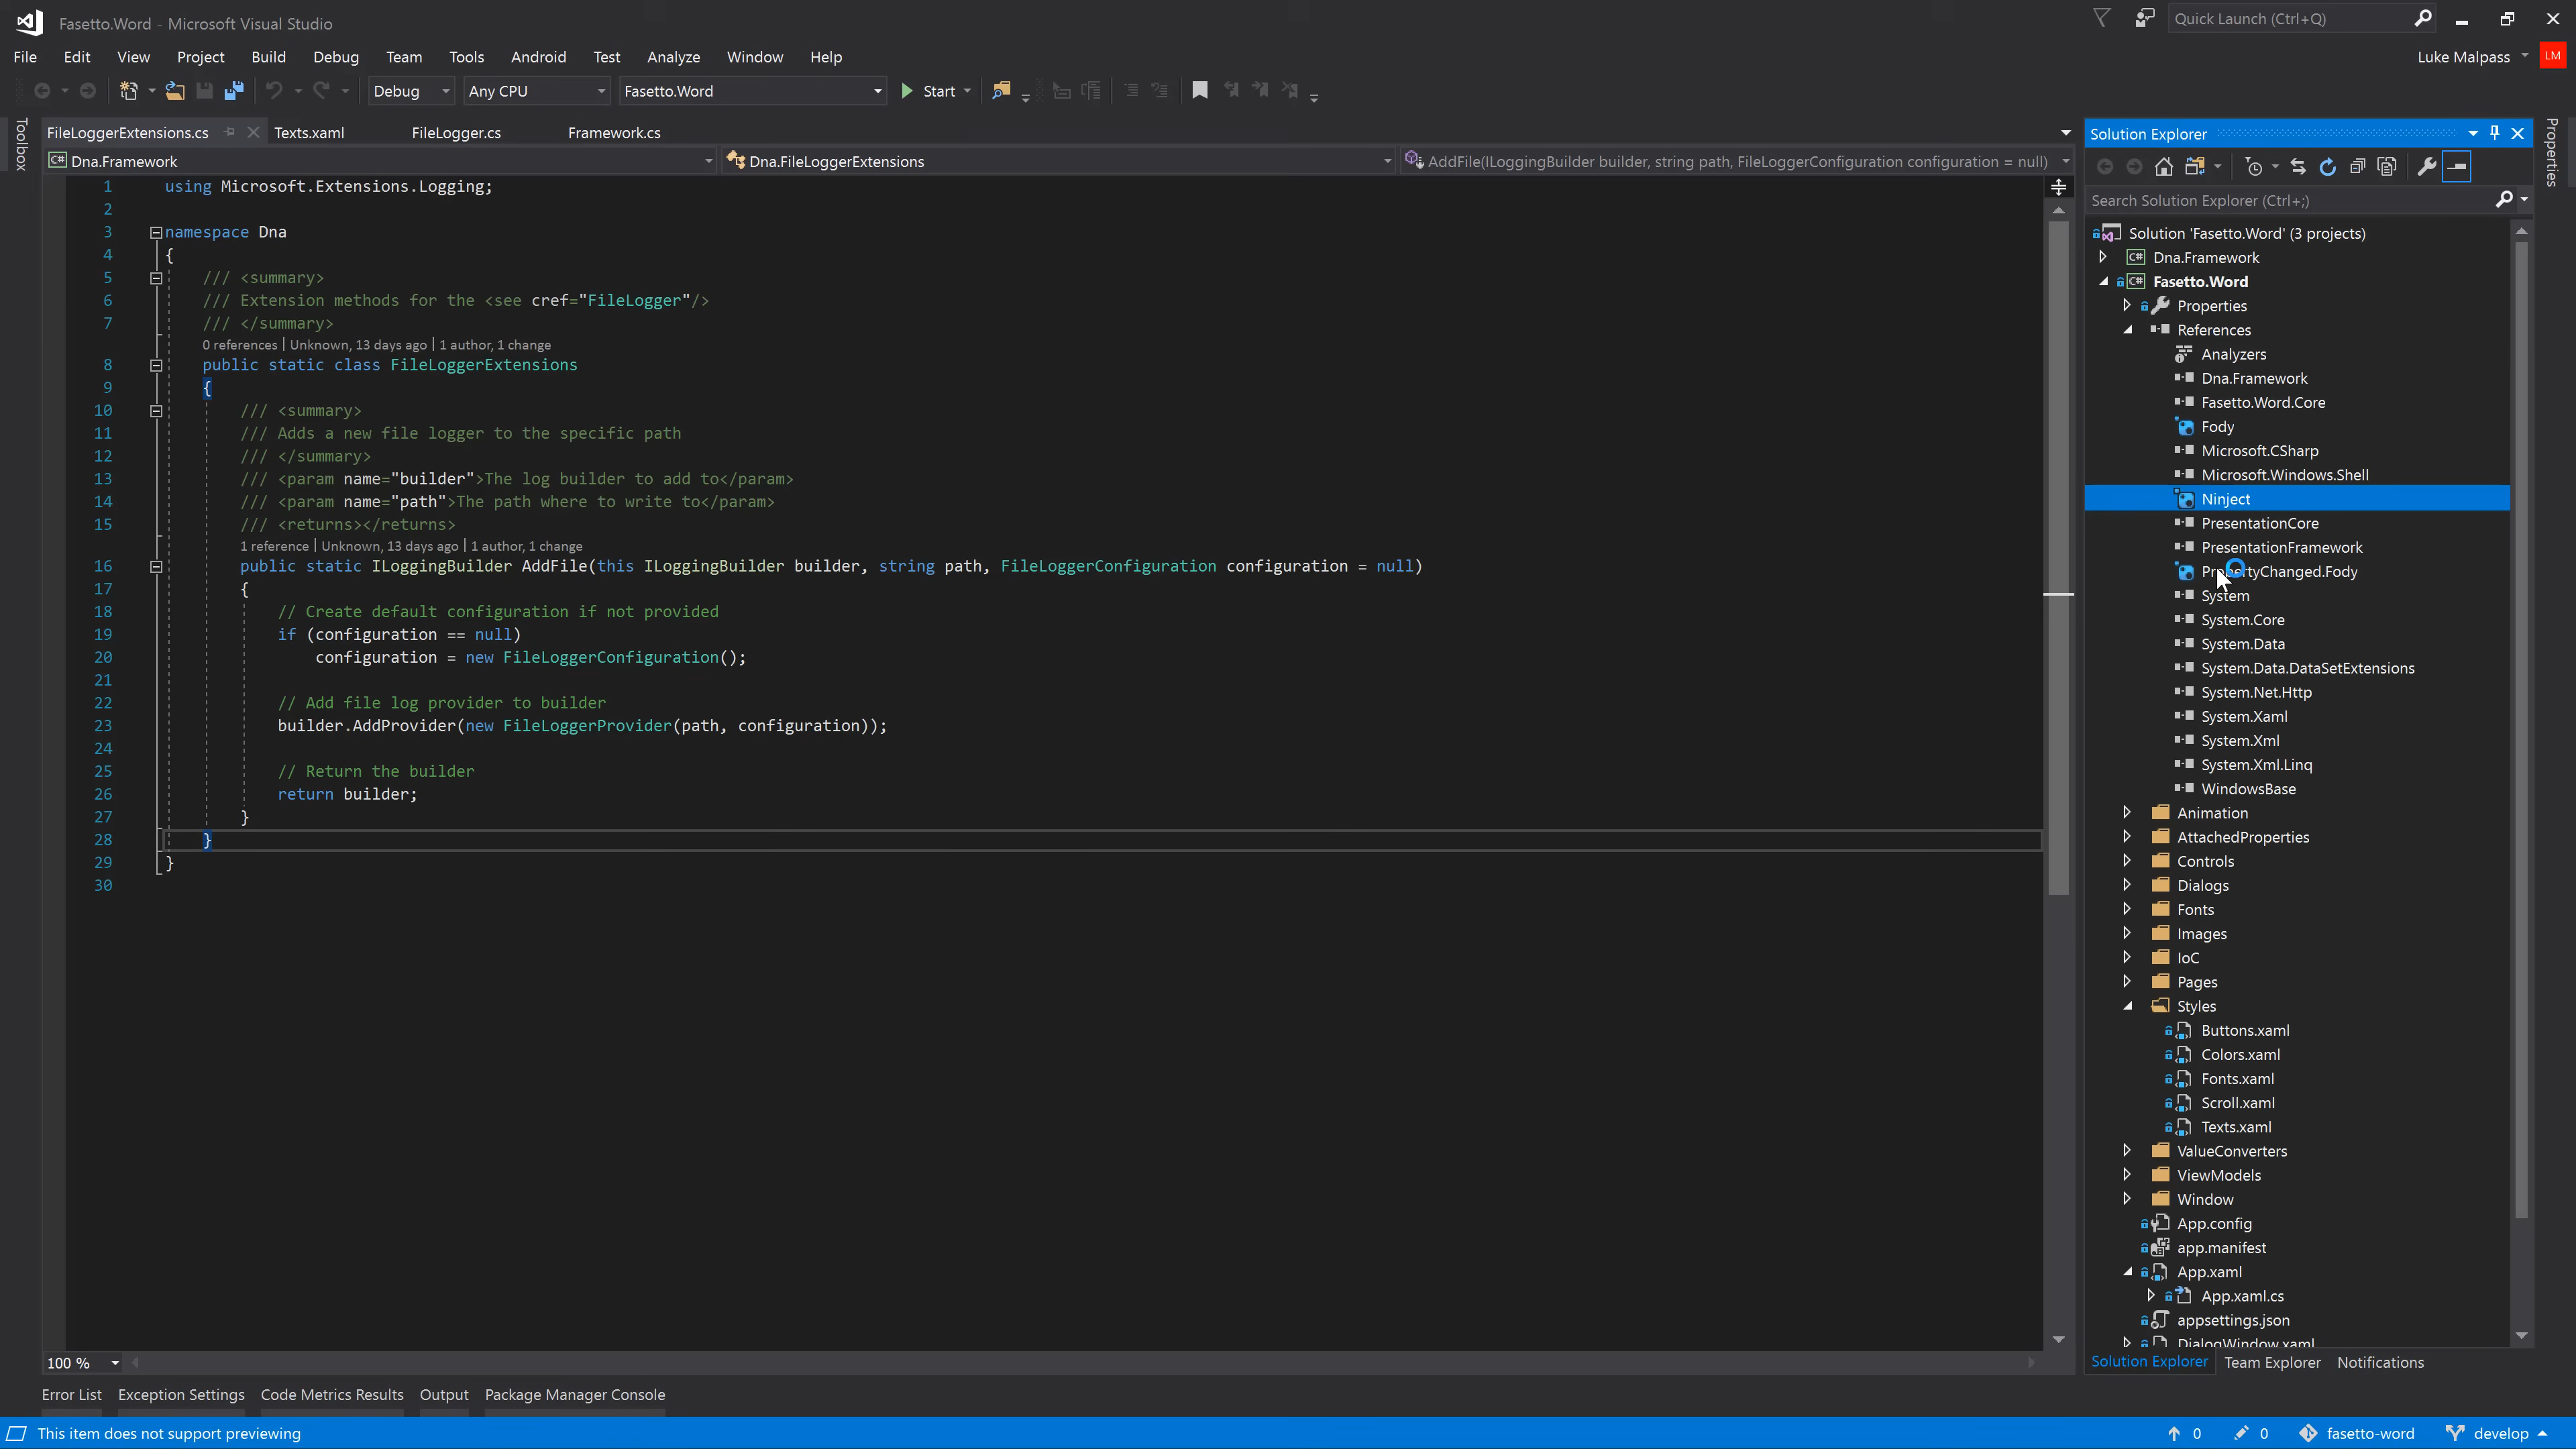 Fasetto.Word - Microsoft Visual Studio
Quick Launch (Ctrl+Q)
File Edit View Project Build Debug Team Tools Android Test Analyze Window Help
Luke Malpass LM
Debug Any CPU Fasetto.Word Start
Toolbox
FileLoggerExtensions.cs Texts.xaml FileLogger.cs Framework.cs
C# Dna.Framework Dna.FileLoggerExtensions AddFile(ILoggingBuilder builder, string path, FileLoggerConfiguration configuration = null)
1 using Microsoft.Extensions.Logging;
2
3 namespace Dna
4 {
5 /// <summary>
6 /// Extension methods for the <see cref="FileLogger"/>
7 /// </summary>
0 references | Unknown, 13 days ago | 1 author, 1 change
8 public static class FileLoggerExtensions
9 {
10 /// <summary>
11 /// Adds a new file logger to the specific path
12 /// </summary>
13 /// <param name="builder">The log builder to add to</param>
14 /// <param name="path">The path where to write to</param>
15 /// <returns></returns>
1 reference | Unknown, 13 days ago | 1 author, 1 change
16 public static ILoggingBuilder AddFile(this ILoggingBuilder builder, string path, FileLoggerConfiguration configuration = null)
17 {
18 // Create default configuration if not provided
19 if (configuration == null)
20 configuration = new FileLoggerConfiguration();
21
22 // Add file log provider to builder
23 builder.AddProvider(new FileLoggerProvider(path, configuration));
24
25 // Return the builder
26 return builder;
27 }
28 }
29 }
30
100 %
Solution Explorer
Properties
Search Solution Explorer (Ctrl+;)
Solution 'Fasetto.Word' (3 projects)
C# Dna.Framework
C# Fasetto.Word
Properties
References
Analyzers
Dna.Framework
Fasetto.Word.Core
Fody
Microsoft.CSharp
Microsoft.Windows.Shell
Ninject
PresentationCore
PresentationFramework
PropertyChanged.Fody
System
System.Core
System.Data
System.Data.DataSetExtensions
System.Net.Http
System.Xaml
System.Xml
System.Xml.Linq
WindowsBase
Animation
AttachedProperties
Controls
Dialogs
Fonts
Images
IoC
Pages
Styles
Buttons.xaml
Colors.xaml
Fonts.xaml
Scroll.xaml
Texts.xaml
ValueConverters
ViewModels
Window
App.config
app.manifest
App.xaml
App.xaml.cs
appsettings.json
DialogWindow.xaml
Solution Explorer Team Explorer Notifications
Error List Exception Settings Code Metrics Results Output Package Manager Console
This item does not support previewing
0 0 fasetto-word develop